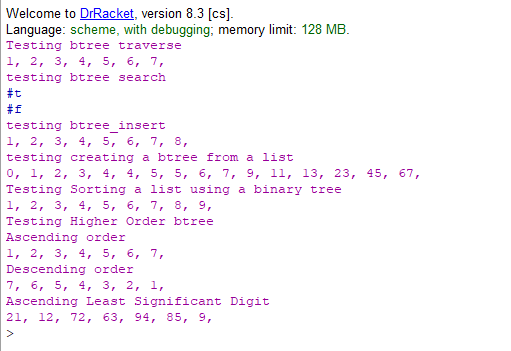 Welcome to DrRacket, version 8.3 [cs].
Language: scheme, with debugging; memory limit: 128 MB.
Testing btree traverse
1, 2, 3, 4, 5, 6, 7,
testing btree search
#t
#f
testing btree_insert
1, 2, 3, 4, 5, 6, 7, 8,
testing creating a btree from a list
0, 1, 2, 3, 4, 4, 5, 5, 6, 7, 9, 11, 13, 23, 45, 67,
Testing Sorting a list using a binary tree
1, 2, 3, 4, 5, 6, 7, 8, 9,
Testing Higher Order btree
Ascending order
1, 2, 3, 4, 5, 6, 7,
Descending order
7, 6, 5, 4, 3, 2, 1,
Ascending Least Significant Digit
21, 12, 72, 63, 94, 85, 9,
>